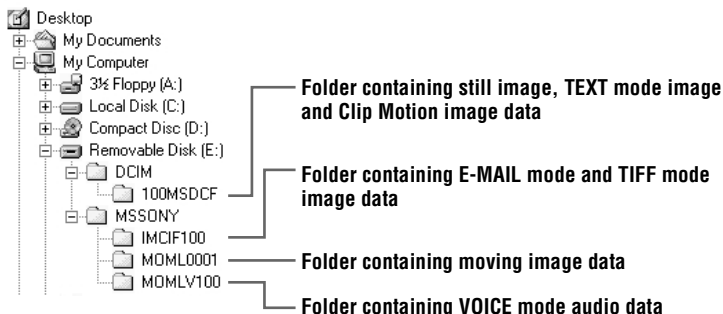 Desktop
My Documents
My Computer
3½ Floppy (A:)
Local Disk (C:)
Compact Disc (D:)
Removable Disk (E:)
DCIM
100MSDCF
MSSONY
IMCIF100
MOML0001
MOMLV100
Folder containing still image, TEXT mode image
and Clip Motion image data
Folder containing E-MAIL mode and TIFF mode
image data
Folder containing moving image data
Folder containing VOICE mode audio data